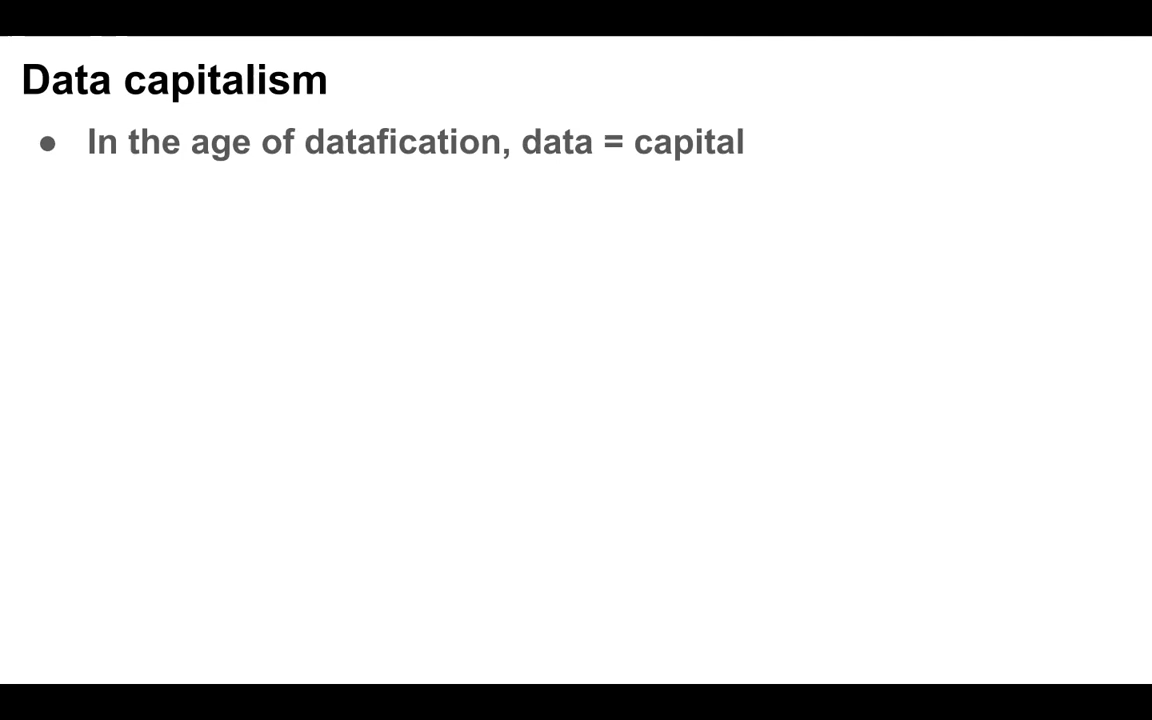 Data capitalism
● In the age of datafication, data = capital